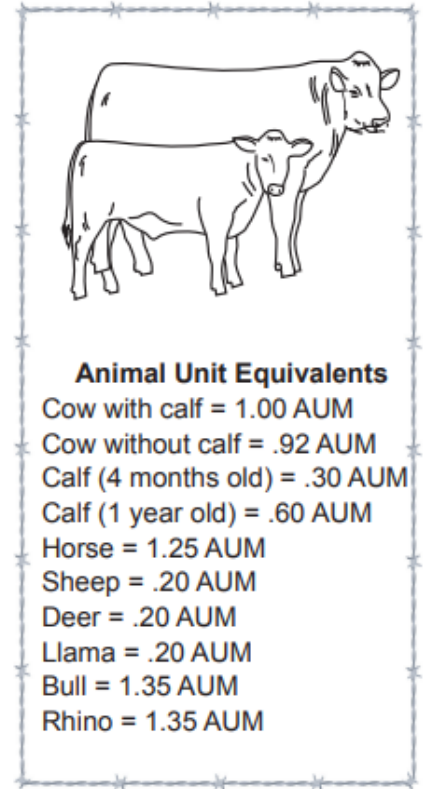 Animal Unit Equivalents
Cow with calf = 1.00 AUM
Cow without calf = .92 AUM
Calf (4 months old) = .30 AUM
Calf (1 year old) = .60 AUM
Horse = 1.25 AUM
Sheep = .20 AUM
Deer = .20 AUM
Llama = .20 AUM
Bull = 1.35 AUM
Rhino = 1.35 AUM